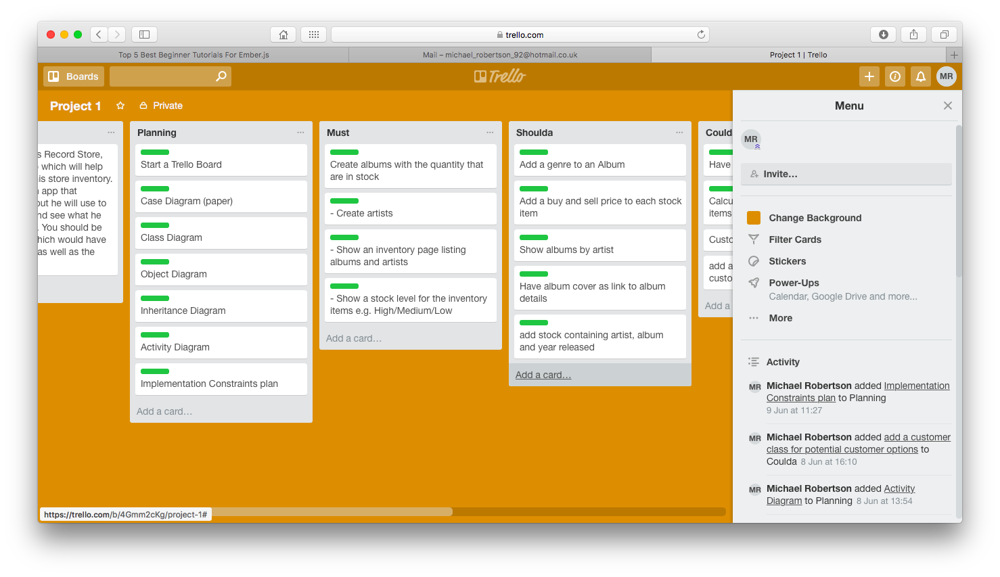 trello.com
Top 5 Best Beginner Tutorials For Ember.js
Mail – michael_robertson_92@hotmail.co.uk
Project 1 | Trello
Boards
Trello
MR
Project 1
Private
s Record Store,
which will help
is store inventory.
app that
out he will use to
nd see what he
. You should be
hich would have
as well as the
Planning
Start a Trello Board
Case Diagram (paper)
Class Diagram
Object Diagram
Inheritance Diagram
Activity Diagram
Implementation Constraints plan
Add a card…
Must
Create albums with the quantity that
are in stock
- Create artists
- Show an inventory page listing
albums and artists
- Show a stock level for the inventory
items e.g. High/Medium/Low
Add a card…
Shoulda
Add a genre to an Album
Add a buy and sell price to each stock
item
Show albums by artist
Have album cover as link to album
details
add stock containing artist, album
and year released
Add a card…
Could
Have
Calcu
items
Custo
add a
custo
Add a
Menu
MR
Invite…
Change Background
Filter Cards
Stickers
Power-Ups
Calendar, Google Drive and more…
More
Activity
MR
Michael Robertson added Implementation
Constraints plan to Planning
9 Jun at 11:27
MR
Michael Robertson added add a customer
class for potential customer options to
Coulda 8 Jun at 16:10
MR
Michael Robertson added Activity
Diagram to Planning 8 Jun at 13:54
https://trello.com/b/4Gmm2cKg/project-1#